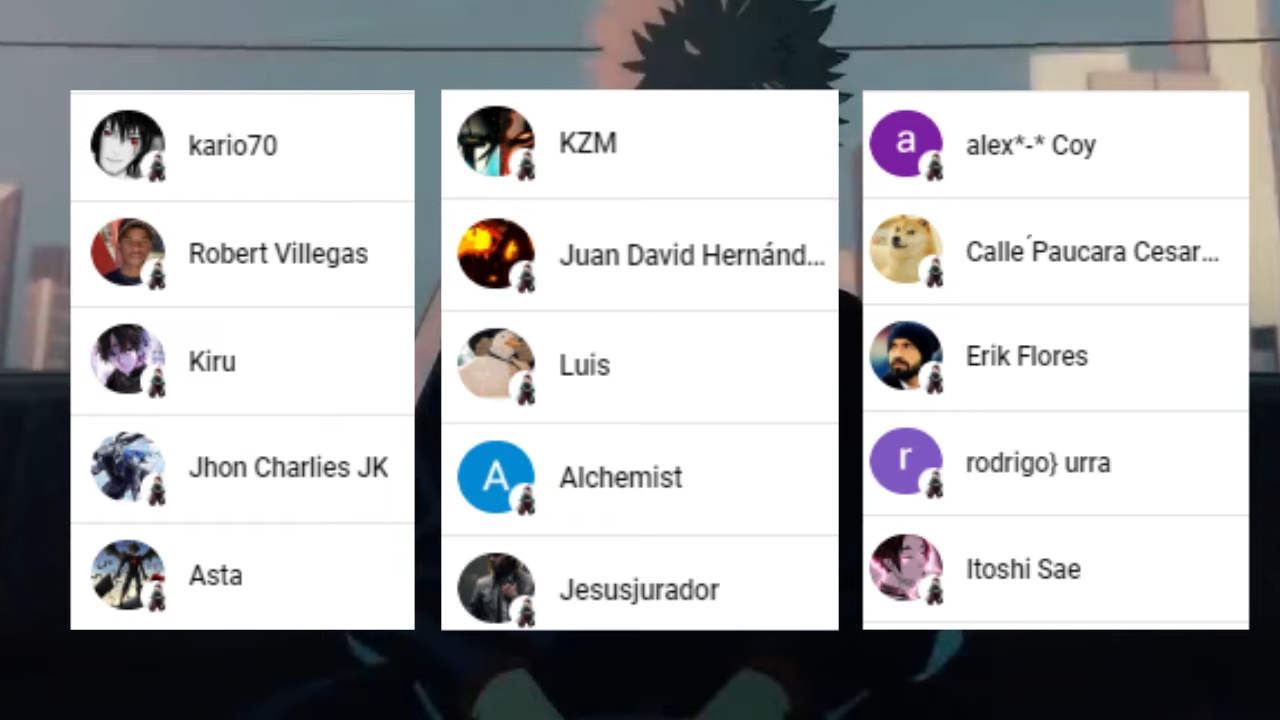 kario70
Robert Villegas
Kiru
Jhon Charlies JK
Asta
KZM
Juan David Hernánd...
Luis
A
Alchemist
Jesusjurador
a
alex*-* Coy
Calle´Paucara Cesar...
Erik Flores
r
rodrigo} urra
Itoshi Sae